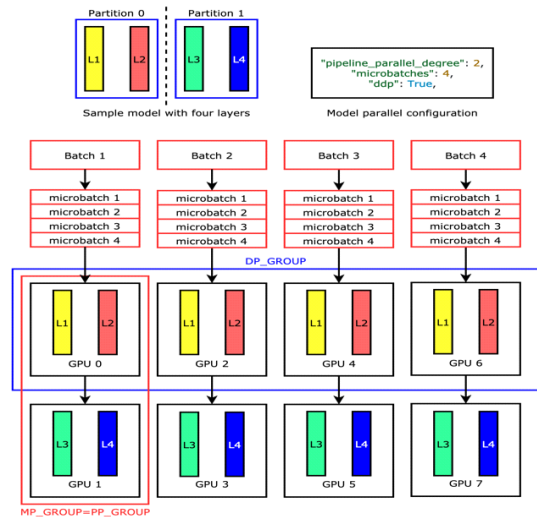 Partition 0
Partition 1
L1
L2
L3
L4
Sample model with four layers
"pipeline_parallel_degree": 2,
"microbatches": 4,
"ddp": True,
Model parallel configuration
Batch 1
Batch 2
Batch 3
Batch 4
microbatch 1
microbatch 2
microbatch 3
microbatch 4
microbatch 1
microbatch 2
microbatch 3
microbatch 4
microbatch 1
microbatch 2
microbatch 3
microbatch 4
microbatch 1
microbatch 2
microbatch 3
microbatch 4
DP_GROUP
L1
L2
GPU 0
L1
L2
GPU 2
L1
L2
GPU 4
L1
L2
GPU 6
L3
L4
GPU 1
L3
L4
GPU 3
L3
L4
GPU 5
L3
L4
GPU 7
MP_GROUP=PP_GROUP